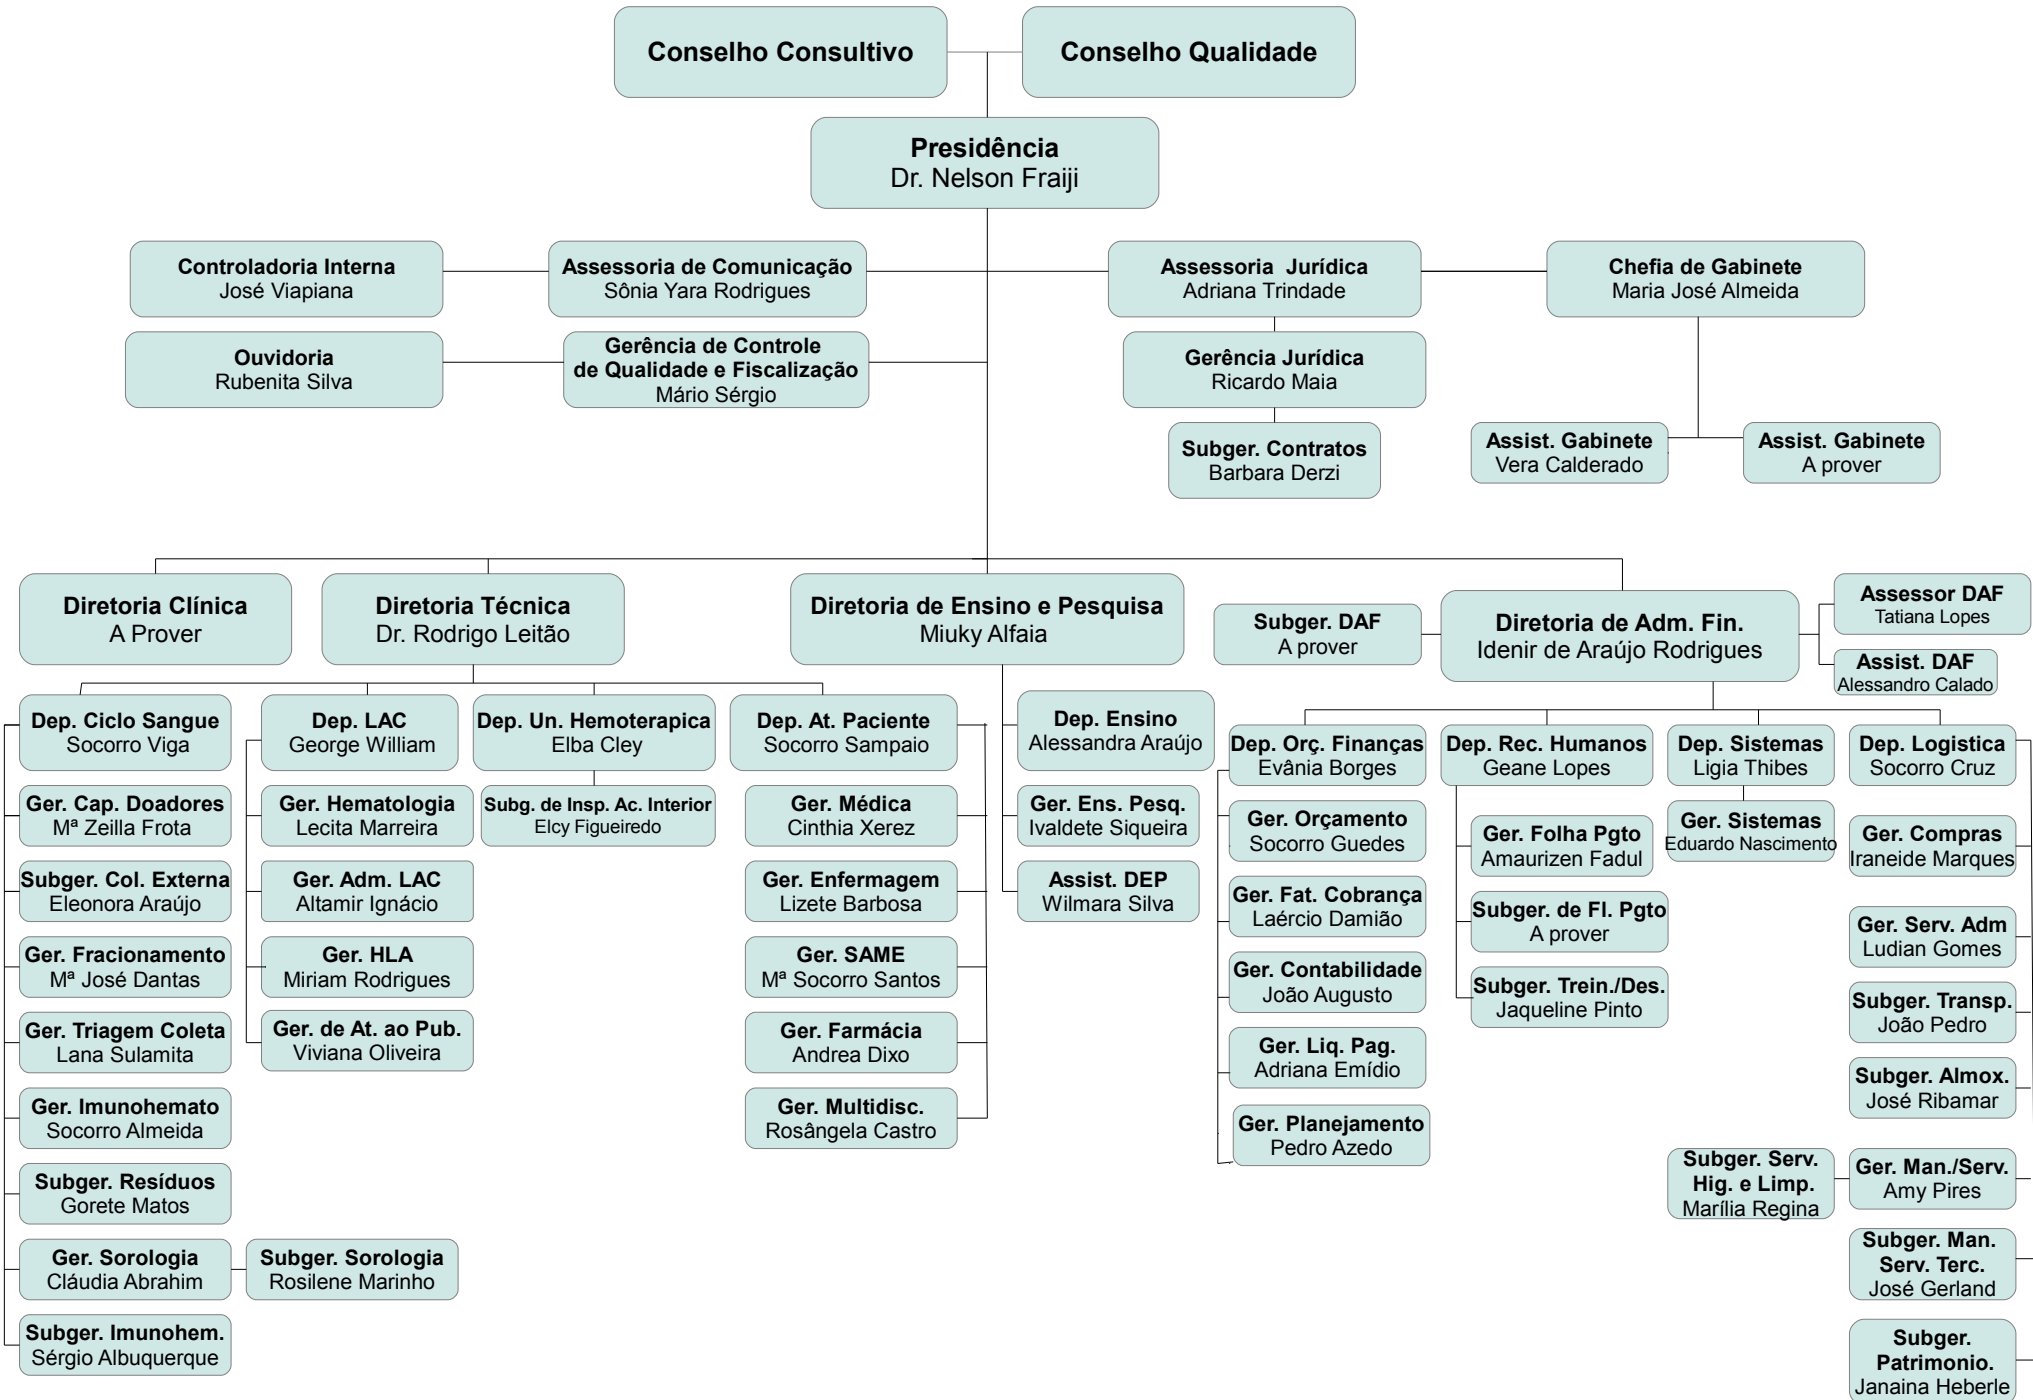 Conselho Consultivo
Conselho Qualidade
Presidência
Dr. Nelson Fraiji
Controladoria Interna
José Viapiana
Assessoria de Comunicação
Sônia Yara Rodrigues
Assessoria Jurídica
Adriana Trindade
Chefia de Gabinete
Maria José Almeida
Ouvidoria
Rubenita Silva
Gerência de Controle
de Qualidade e Fiscalização
Mário Sérgio
Gerência Jurídica
Ricardo Maia
Subger. Contratos
Barbara Derzi
Assist. Gabinete
Vera Calderado
Assist. Gabinete
A prover
Diretoria Clínica
A Prover
Diretoria Técnica
Dr. Rodrigo Leitão
Diretoria de Ensino e Pesquisa
Miuky Alfaia
Subger. DAF
A prover
Diretoria de Adm. Fin.
Idenir de Araújo Rodrigues
Assessor DAF
Tatiana Lopes
Assist. DAF
Alessandro Calado
Dep. Ciclo Sangue
Socorro Viga
Ger. Cap. Doadores
Mª Zeilla Frota
Subger. Col. Externa
Eleonora Araújo
Ger. Fracionamento
Mª José Dantas
Ger. Triagem Coleta
Lana Sulamita
Ger. Imunohemato
Socorro Almeida
Subger. Resíduos
Gorete Matos
Ger. Sorologia
Cláudia Abrahim
Subger. Sorologia
Rosilene Marinho
Subger. Imunohem.
Sérgio Albuquerque
Dep. LAC
George William
Ger. Hematologia
Lecita Marreira
Ger. Adm. LAC
Altamir Ignácio
Ger. HLA
Miriam Rodrigues
Ger. de At. ao Pub.
Viviana Oliveira
Dep. Un. Hemoterapica
Elba Cley
Subg. de Insp. Ac. Interior
Elcy Figueiredo
Dep. At. Paciente
Socorro Sampaio
Ger. Médica
Cinthia Xerez
Ger. Enfermagem
Lizete Barbosa
Ger. SAME
Mª Socorro Santos
Ger. Farmácia
Andrea Dixo
Ger. Multidisc.
Rosângela Castro
Dep. Ensino
Alessandra Araújo
Ger. Ens. Pesq.
Ivaldete Siqueira
Assist. DEP
Wilmara Silva
Dep. Orç. Finanças
Evânia Borges
Ger. Orçamento
Socorro Guedes
Ger. Fat. Cobrança
Laércio Damião
Ger. Contabilidade
João Augusto
Ger. Liq. Pag.
Adriana Emídio
Ger. Planejamento
Pedro Azedo
Dep. Rec. Humanos
Geane Lopes
Ger. Folha Pgto
Amaurizen Fadul
Subger. de Fl. Pgto
A prover
Subger. Trein./Des.
Jaqueline Pinto
Dep. Sistemas
Ligia Thibes
Ger. Sistemas
Eduardo Nascimento
Dep. Logistica
Socorro Cruz
Ger. Compras
Iraneide Marques
Ger. Serv. Adm
Ludian Gomes
Subger. Transp.
João Pedro
Subger. Almox.
José Ribamar
Subger. Serv.
Hig. e Limp.
Marília Regina
Ger. Man./Serv.
Amy Pires
Subger. Man.
Serv. Terc.
José Gerland
Subger.
Patrimonio.
Janaina Heberle